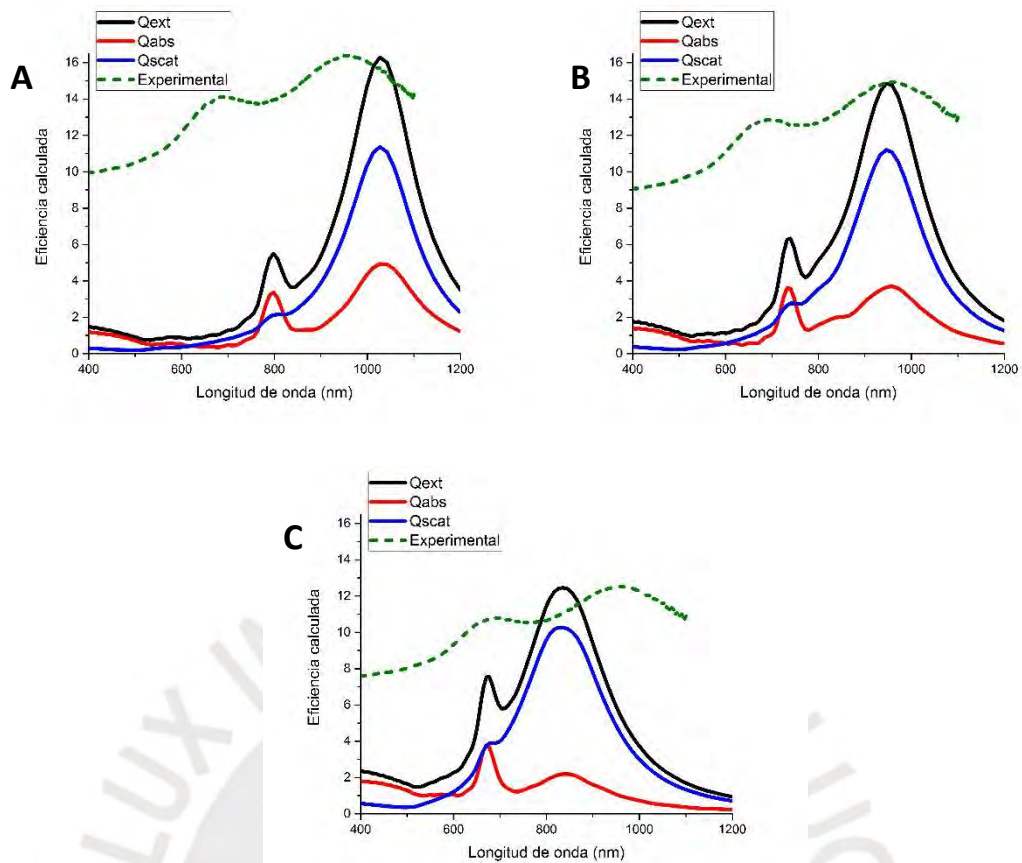 A
Qext
Qabs
Qscat
Experimental
16
14
12
10
8
6
4
2
0
Eficiencia calculada
400
600
800
1000
1200
Longitud de onda (nm)
B
Qext
Qabs
Qscat
Experimental
16
14
12
10
8
6
4
2
0
Eficiencia calculada
400
600
800
1000
1200
Longitud de onda (nm)
C
Qext
Qabs
Qscat
Experimental
16
14
12
10
8
6
4
2
0
Eficiencia calculada
400
600
800
1000
1200
Longitud de onda (nm)
LUX